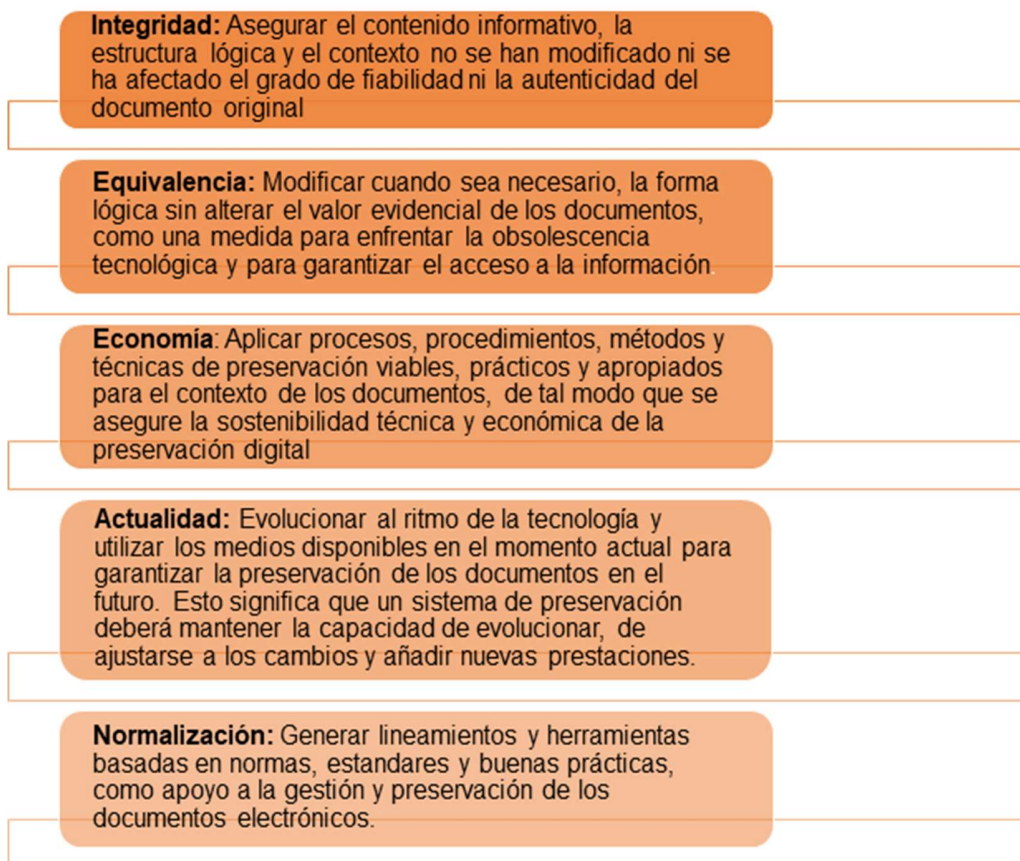 Integridad: Asegurar el contenido informativo, la
estructura lógica y el contexto no se han modificado ni se
ha afectado el grado de fiabilidad ni la autenticidad del
documento original
Equivalencia: Modificar cuando sea necesario, la forma
lógica sin alterar el valor evidencial de los documentos,
como una medida para enfrentar la obsolescencia
tecnológica y para garantizar el acceso a la información.
Economía: Aplicar procesos, procedimientos, métodos y
técnicas de preservación viables, prácticos y apropiados
para el contexto de los documentos, de tal modo que se
asegure la sostenibilidad técnica y económica de la
preservación digital
Actualidad: Evolucionar al ritmo de la tecnología y
utilizar los medios disponibles en el momento actual para
garantizar la preservación de los documentos en el
futuro. Esto significa que un sistema de preservación
deberá mantener la capacidad de evolucionar, de
ajustarse a los cambios y añadir nuevas prestaciones.
Normalización: Generar lineamientos y herramientas
basadas en normas, estandares y buenas prácticas,
como apoyo a la gestión y preservación de los
documentos electrónicos.